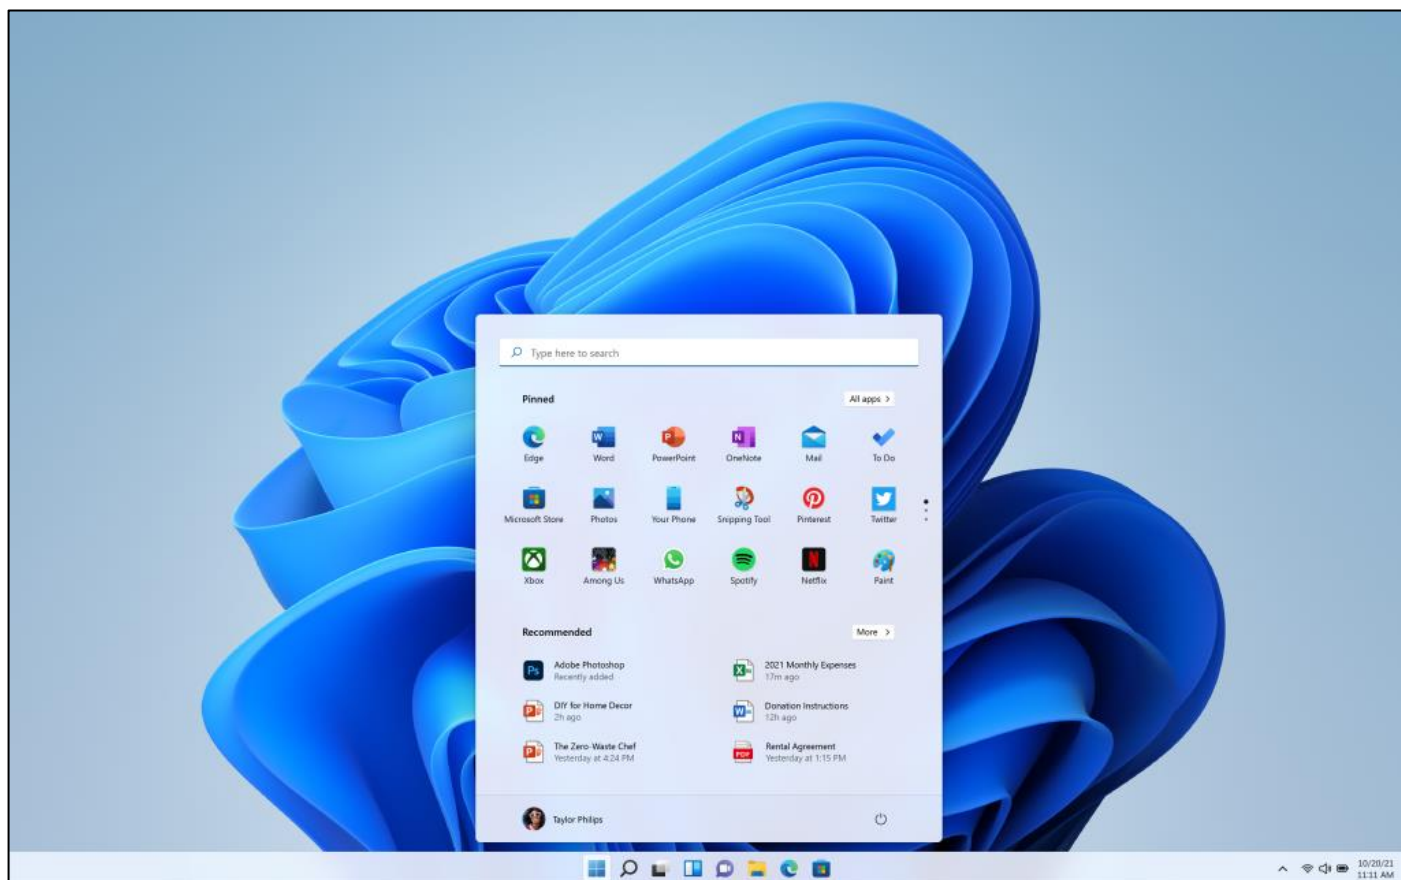 Type here to search
Pinned
All apps >
Edge Word PowerPoint OneNote Mail To Do
Microsoft Store Photos Your Phone Snipping Tool Pinterest Twitter
Xbox Among Us WhatsApp Spotify Netflix Paint
Recommended
More >
Adobe Photoshop
Recently added
2021 Monthly Expenses
17m ago
DIY for Home Decor
2h ago
Donation Instructions
12h ago
The Zero-Waste Chef
Yesterday at 4:24 PM
Rental Agreement
Yesterday at 1:15 PM
Taylor Philips
10/20/21
11:11 AM